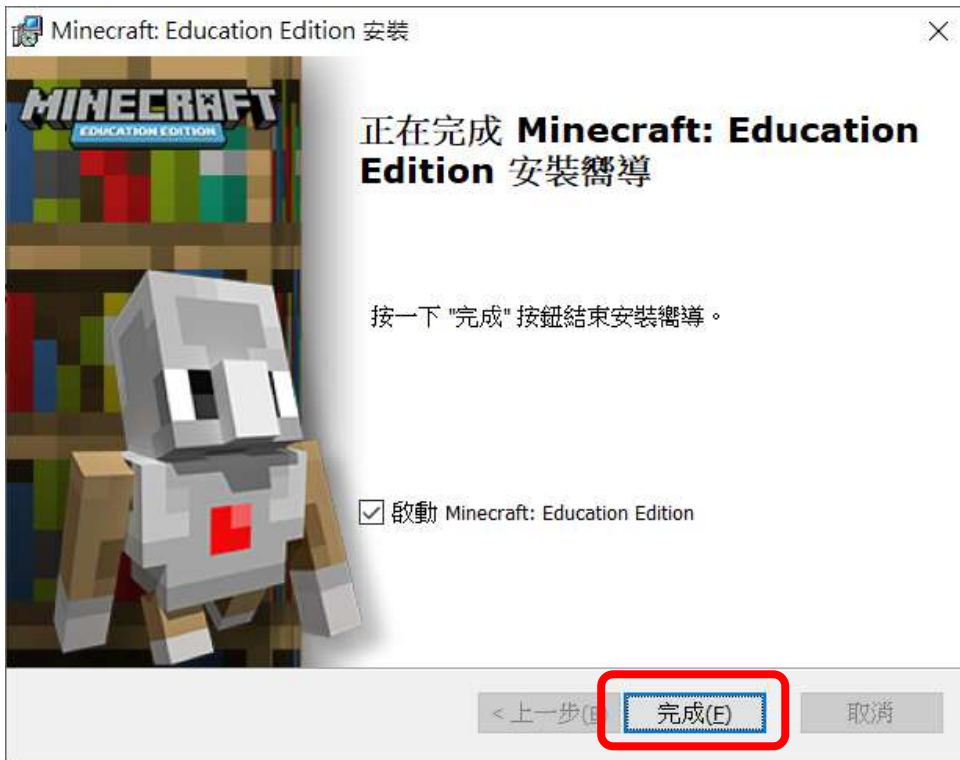 Minecraft: Education Edition 安裝
MINECRAFT
EDUCATION EDITION
正在完成 Minecraft: Education
Edition 安裝嚮導
按一下 "完成" 按鈕結束安裝嚮導。
啟動 Minecraft: Education Edition
< 上一步(B 完成(F) 取消